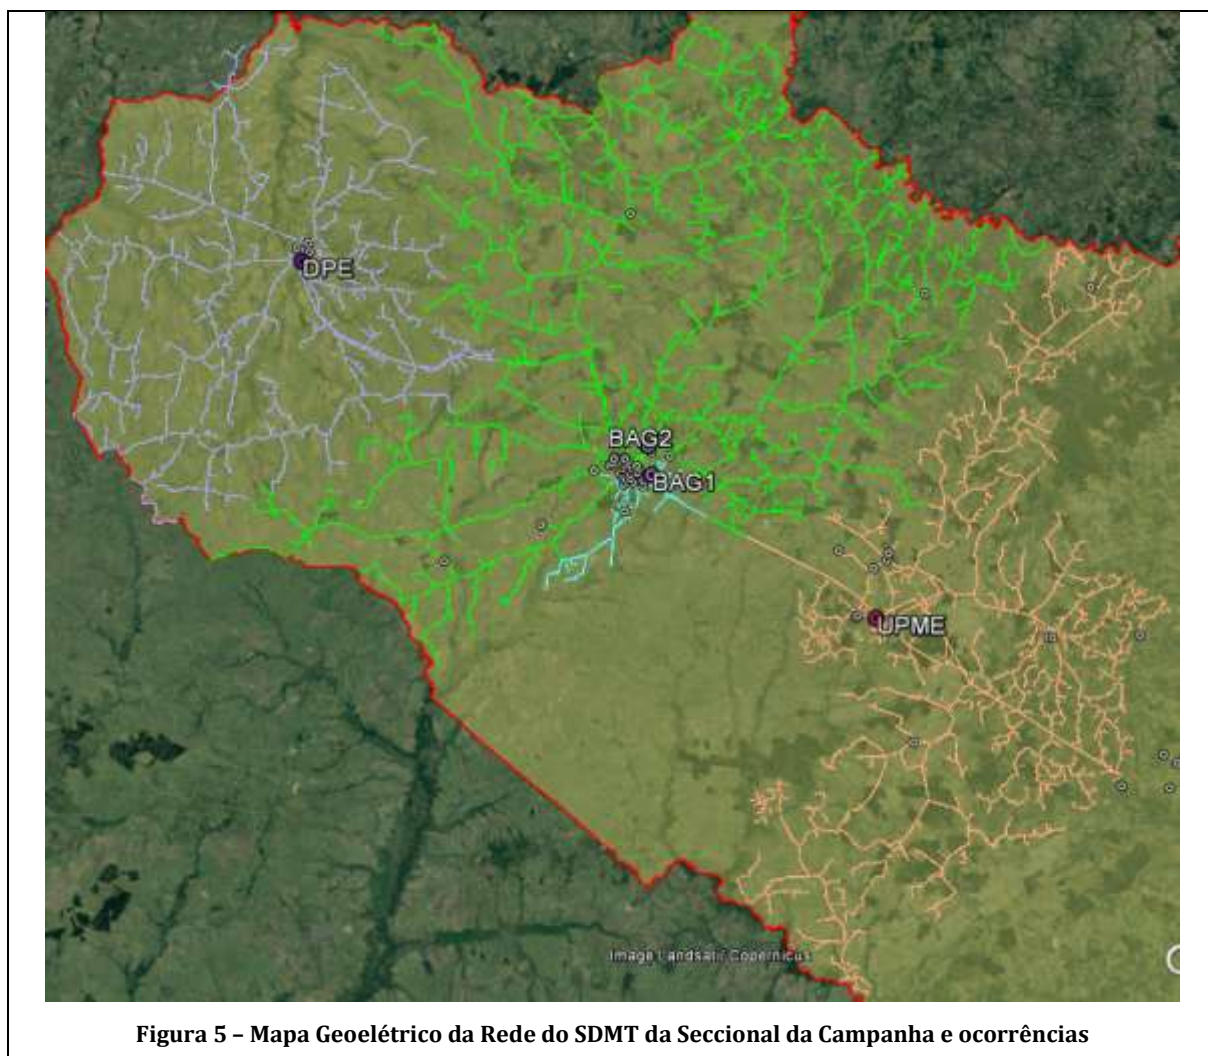 DPE
BAG2
BAG1
UPME
Image Landsat / Copernicus
Figura 5 – Mapa Geoelétrico da Rede do SDMT da Seccional da Campanha e ocorrências